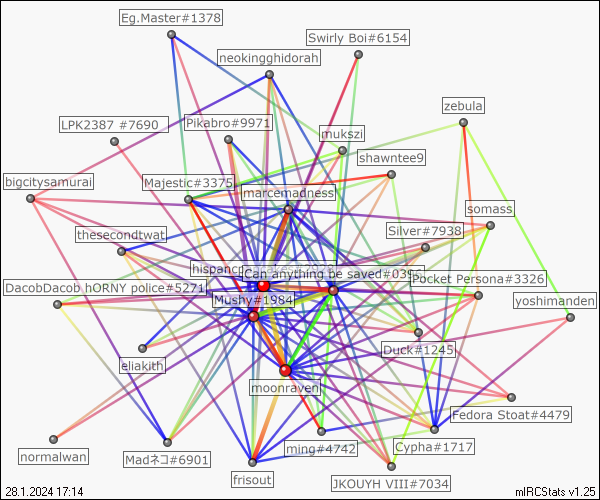 Eg.Master#1378
Swirly Boi#6154
neokingghidorah
zebula
LPK2387 #7690
Pikabro#9971
mukszi
shawntee9
bigcitysamurai
Majestic#3375
marcemadness
somass
thesecondtwat
Silver#7938
Can anything be saved#0395
Pocket Persona#3326
DacobDacob hORNY police#5271
Mushy#1984
yoshimanden
Duck#1245
eliakith
moonraven
Fedora Stoat#4479
normalwan
Madネコ#6901
ming#4742
Cypha#1717
frisout
JKOUYH VIII#7034
28.1.2024 17:14
mIRCStats v1.25